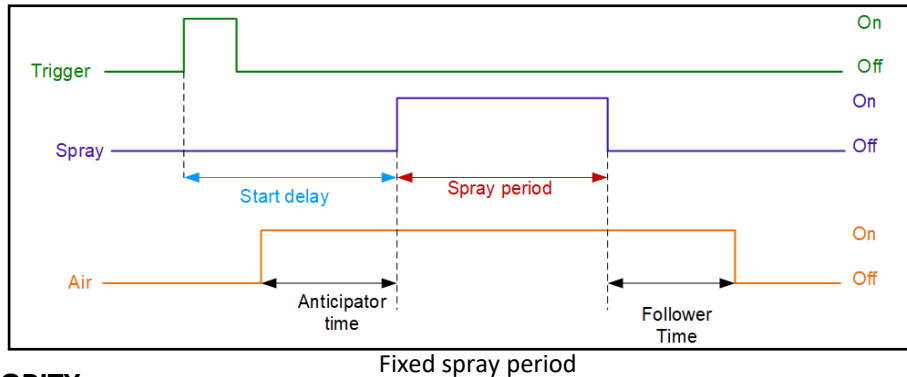 On
Trigger
Off
On
Spray
Off
Start delay
Spray period
On
Air
Off
Anticipator
time
Follower
Time
Fixed spray period